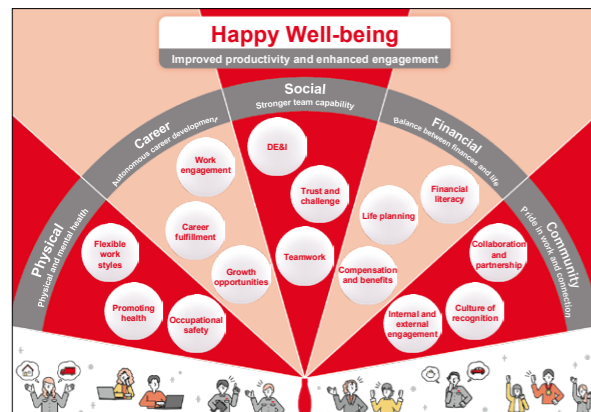 Happy Well-being
Improved productivity and enhanced engagement
Physical
Physical and mental health
Flexible
work
styles
Promoting
health
Occupational
safety
Career
Autonomous career development
Work
engagement
Career
fulfillment
Growth
opportunities
Social
Stronger team capability
DE&I
Trust and
challenge
Teamwork
Financial
Balance between finances and life
Financial
literacy
Life planning
Compensation
and benefits
Community
Pride in work and connection
Collaboration
and
partnership
Culture of
recognition
Internal and
external
engagement